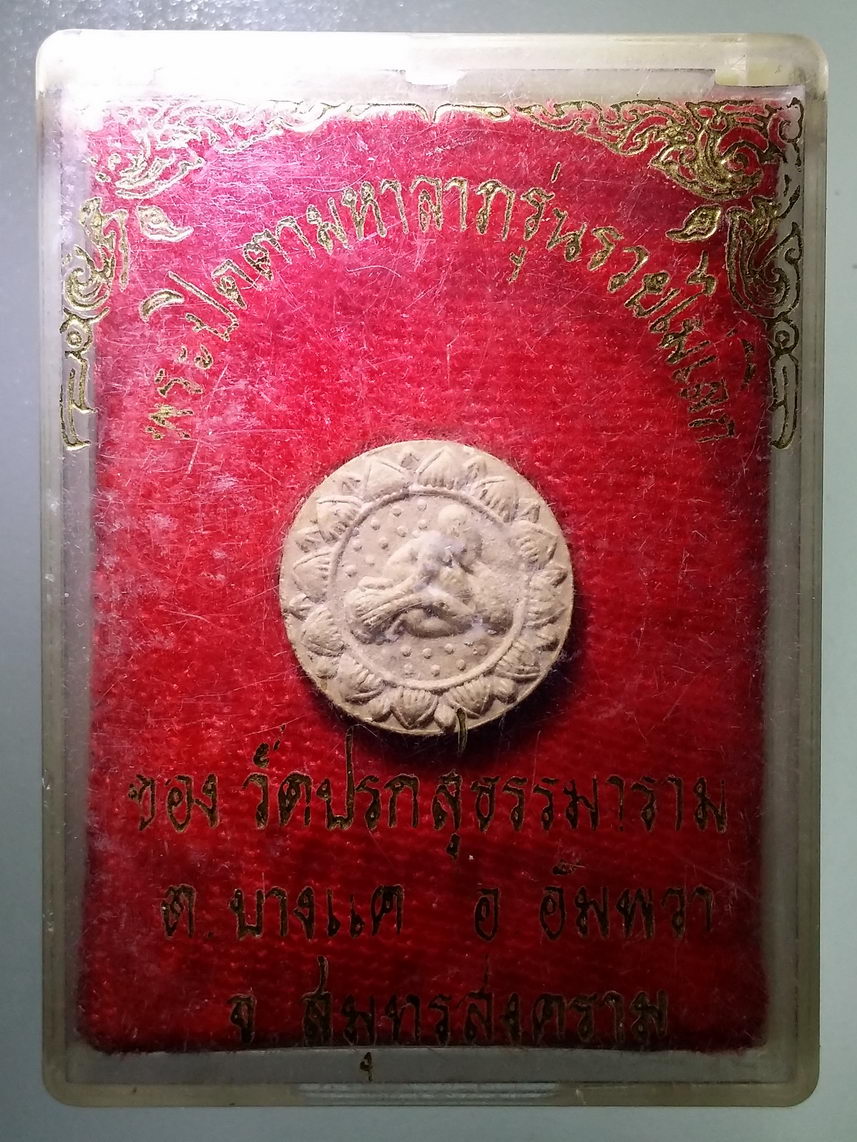 พระปิดตามหาลาภรุ่นรวยไม่เลิก
ของ วัดปรกสุธรรมาราม
ต. บางแค อ อัมพวา
จ สมุทรสงคราม